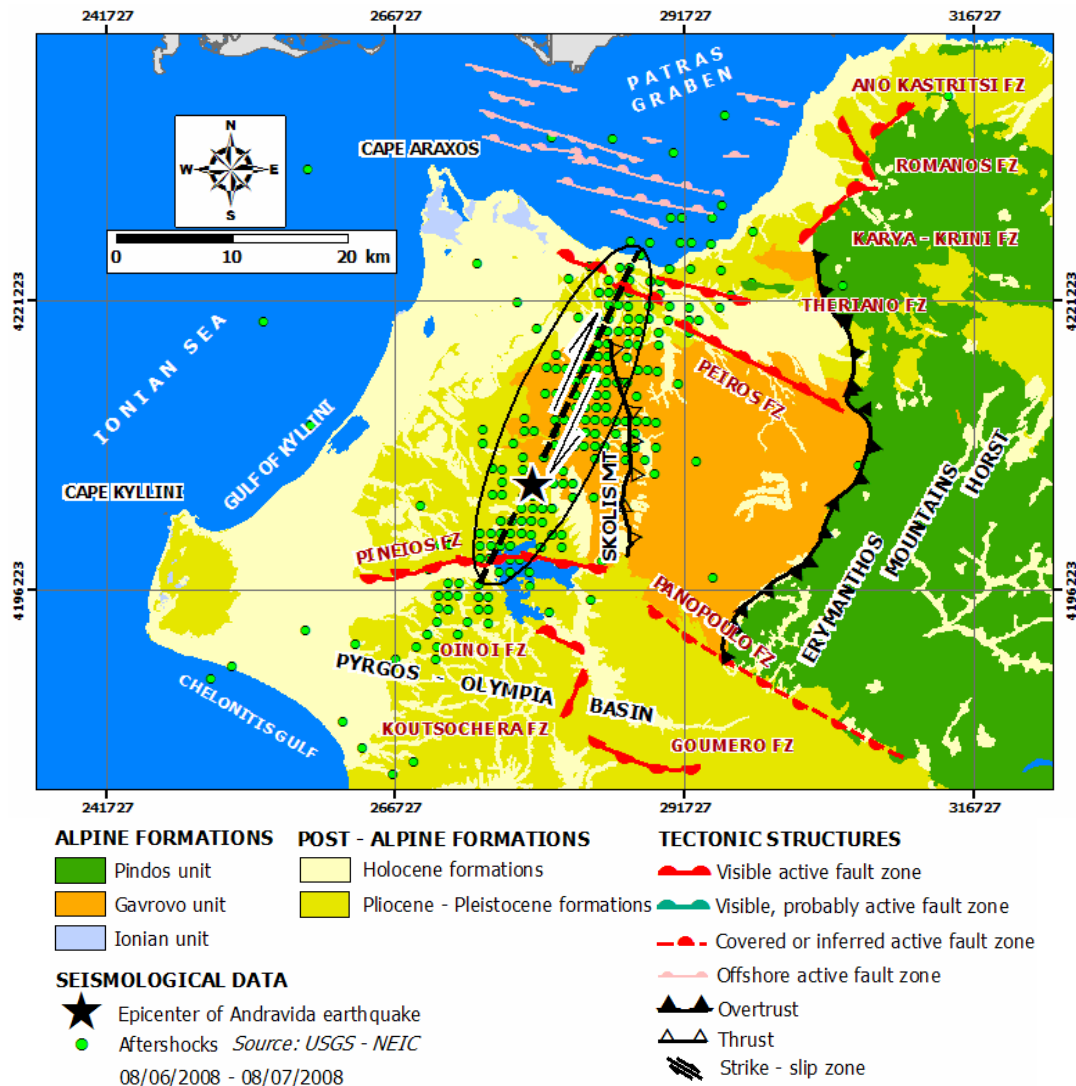 241727
266727
291727
316727
PATRAS
GRABEN
ANO KASTRITSI FZ
N
W
E
S
CAPE ARAXOS
ROMANOS FZ
0
10
20 km
KARYA - KRINI FZ
4221223
4221223
THERIANO FZ
IONIAN SEA
PEIROS FZ
GULF OF KYLLINI
CAPE KYLLINI
SKOLIS MT
ERYMANTHOS
MOUNTAINS
HORST
PINEIOS FZ
4196223
4196223
PANOPOULO FZ
OINOI FZ
PYRGOS - OLYMPIA
BASIN
CHELONITIS GULF
KOUTSOCHERA FZ
GOUMERO FZ
241727
266727
291727
316727
ALPINE FORMATIONS
Pindos unit
Gavrovo unit
Ionian unit
POST - ALPINE FORMATIONS
Holocene formations
Pliocene - Pleistocene formations
TECTONIC STRUCTURES
Visible active fault zone
Visible, probably active fault zone
Covered or inferred active fault zone
Offshore active fault zone
Overtrust
Thrust
Strike - slip zone
SEISMOLOGICAL DATA
Epicenter of Andravida earthquake
Aftershocks Source: USGS - NEIC
08/06/2008 - 08/07/2008